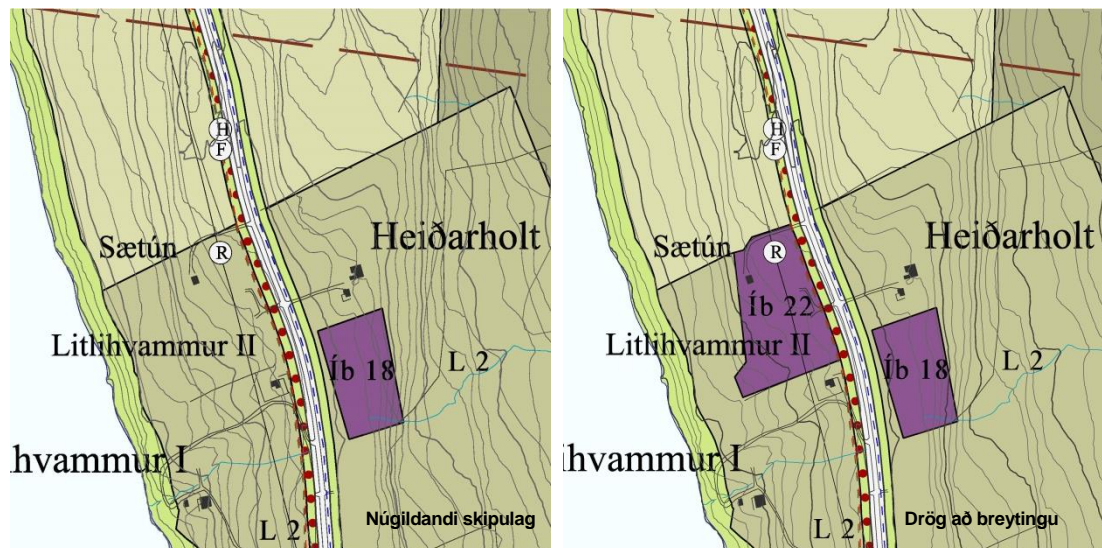 H
F
Heiðarholt
Sætún
R
Litlihvammur II
Íb 18
L 2
hvammur I
L 2
Núgildandi skipulag
H
F
Heiðarholt
Sætún
R
Íb 22
Litlihvammur II
Íb 18
L 2
ihvammur I
L 2
Drög að breytingu